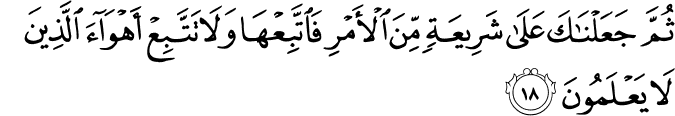 ثُمَّ جَعَلْنَٰكَ عَلَىٰ شَرِيعَةٍ مِّنَ ٱلْأَمْرِ فَٱتَّبِعْهَا وَلَا تَتَّبِعْ أَهْوَآءَ ٱلَّذِينَ
لَا يَعْلَمُونَ ١٨